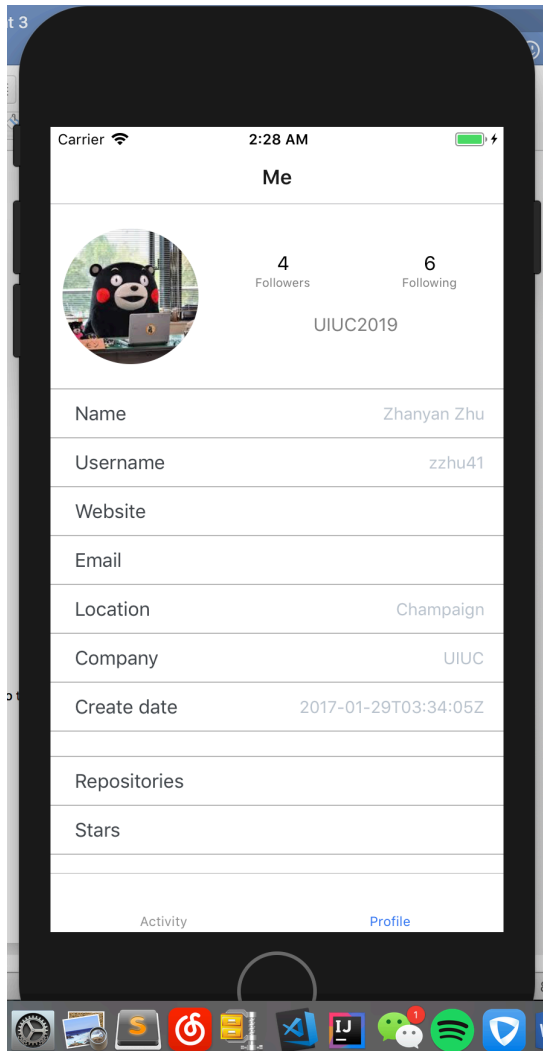 t 3
Carrier 2:28 AM
Me
4 6
Followers Following
UIUC2019
Name Zhanyan Zhu
Username zzhu41
Website
Email
Location Champaign
Company UIUC
Create date 2017-01-29T03:34:05Z
Repositories
Stars
Activity Profile
S IJ 1